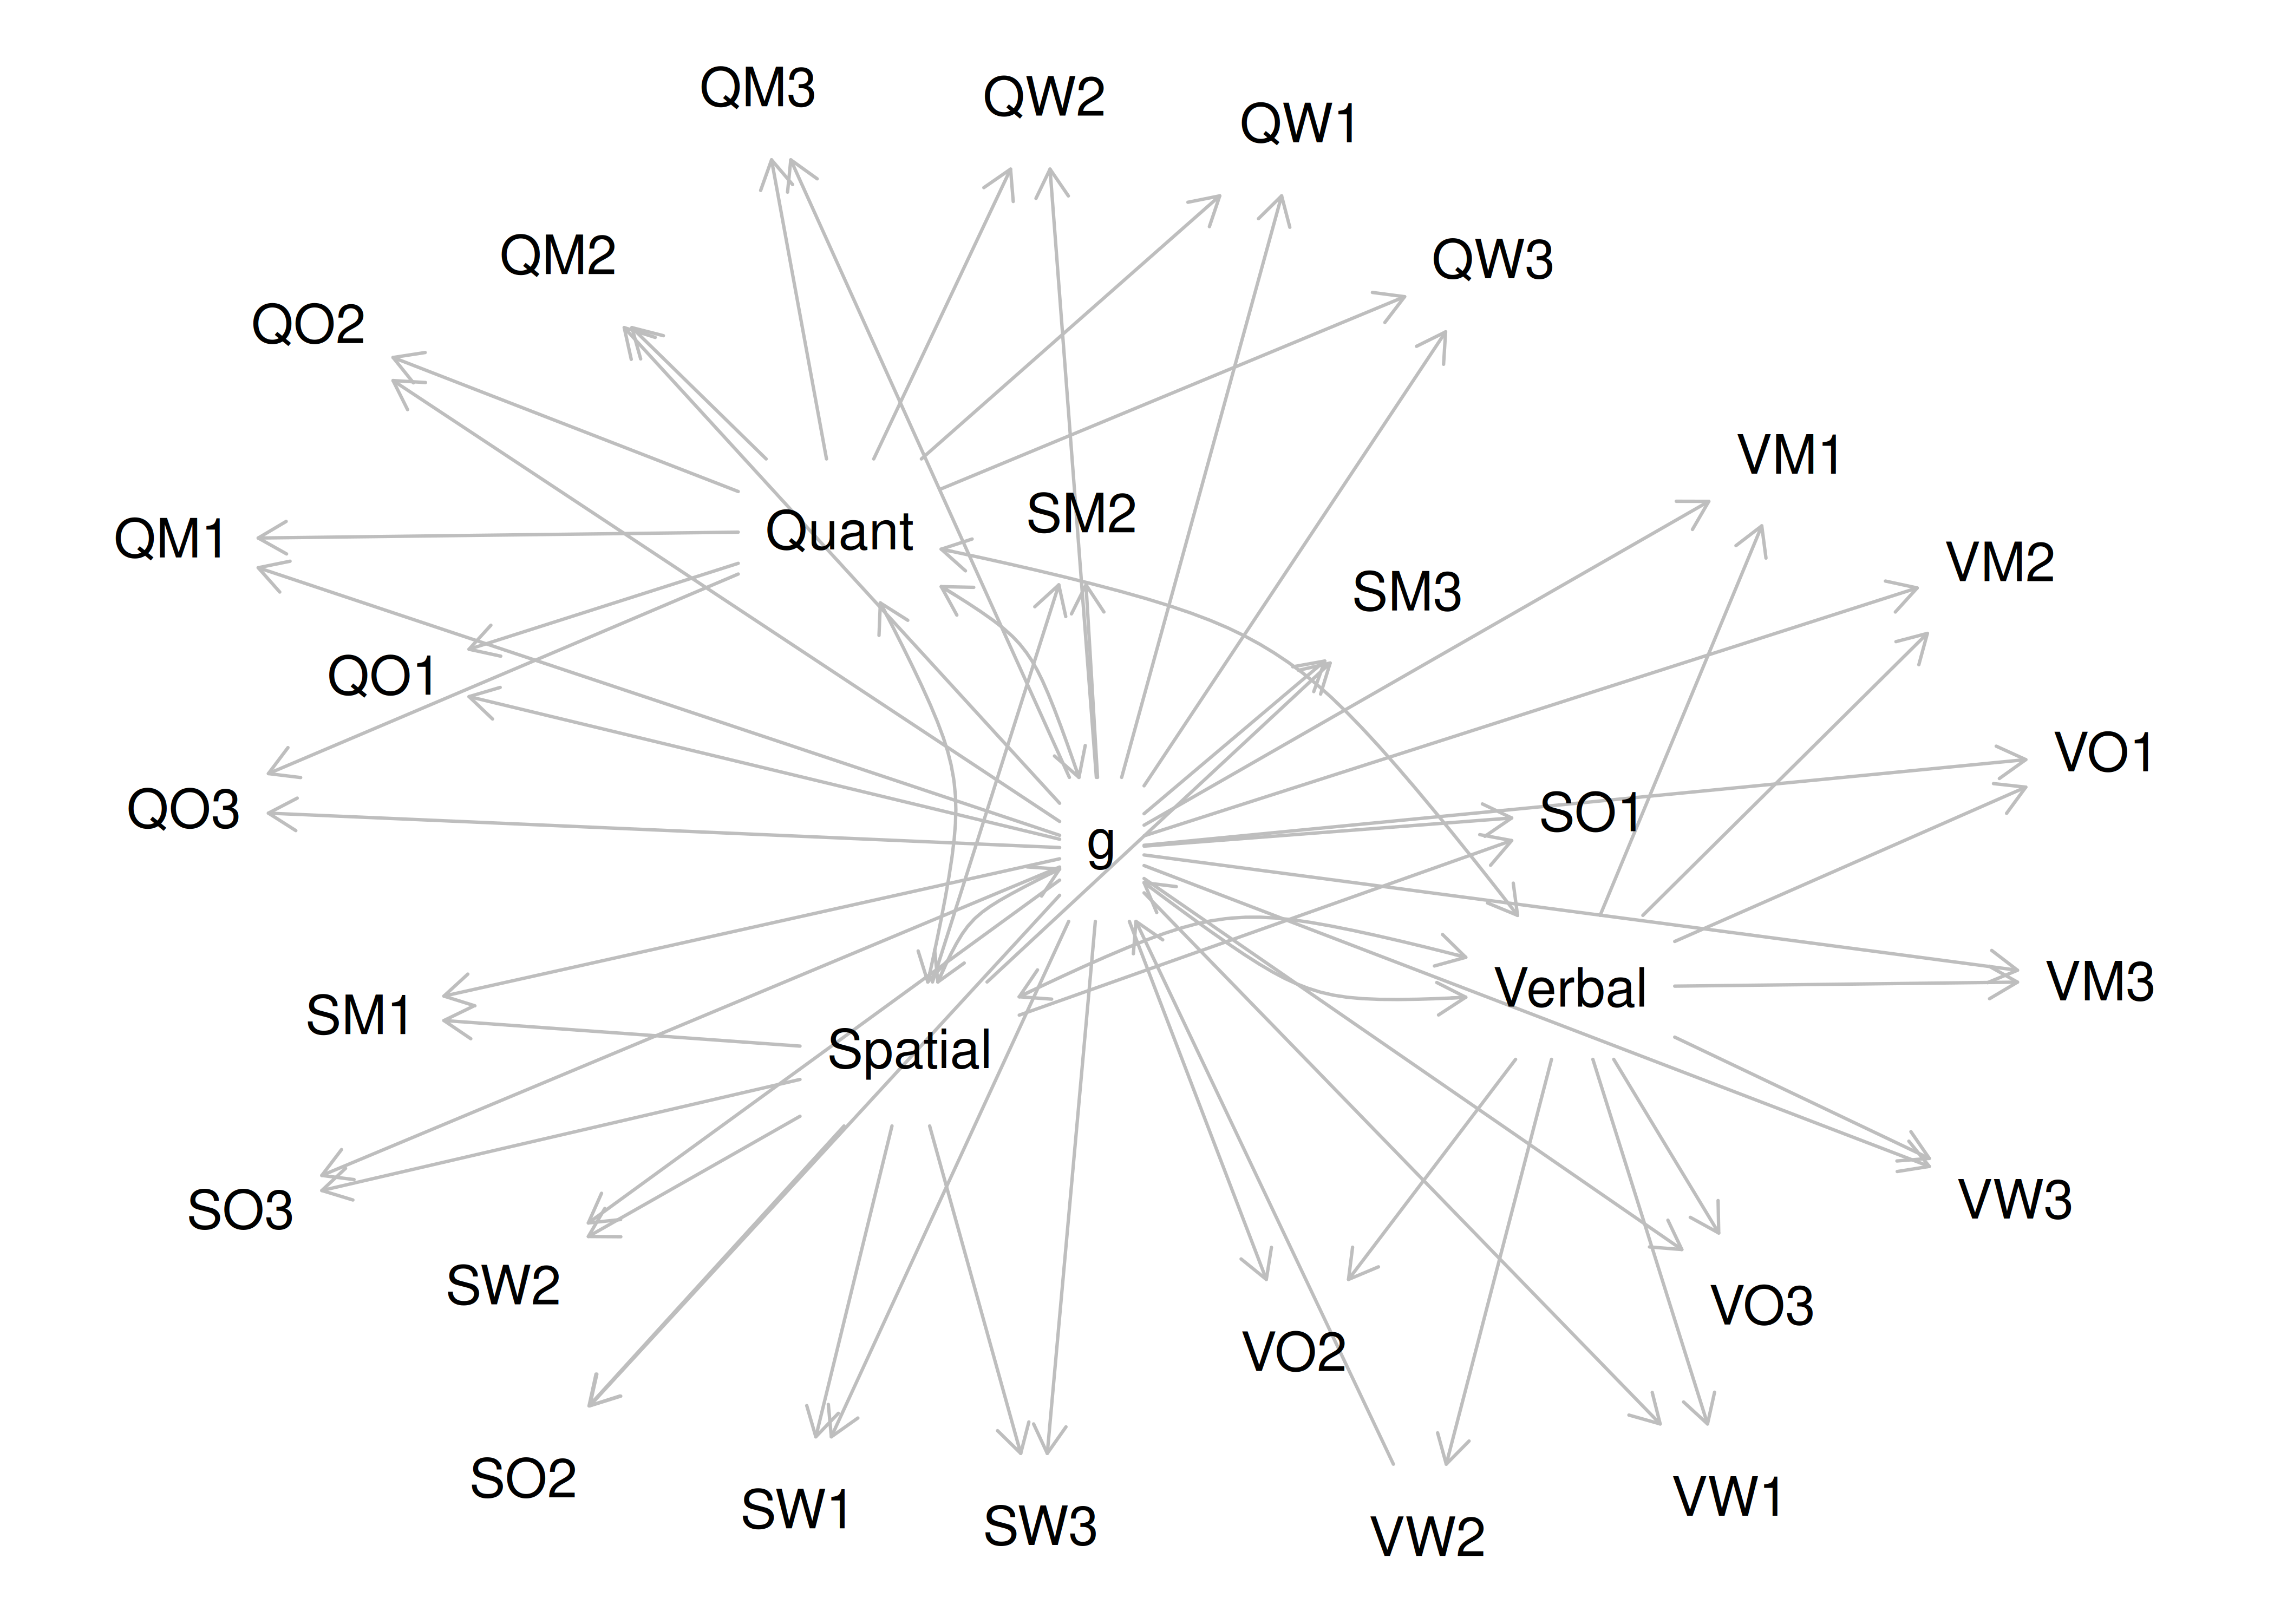 QM3
QW2
QW1
QM2
QW3
QO2
VM1
SM2
Quant
QM1
VM2
SM3
QO1
VO1
QO3
SO1
g
VM3
Verbal
SM1
Spatial
VW3
SO3
SW2
VO3
VO2
SO2
VW1
SW1
SW3
VW2